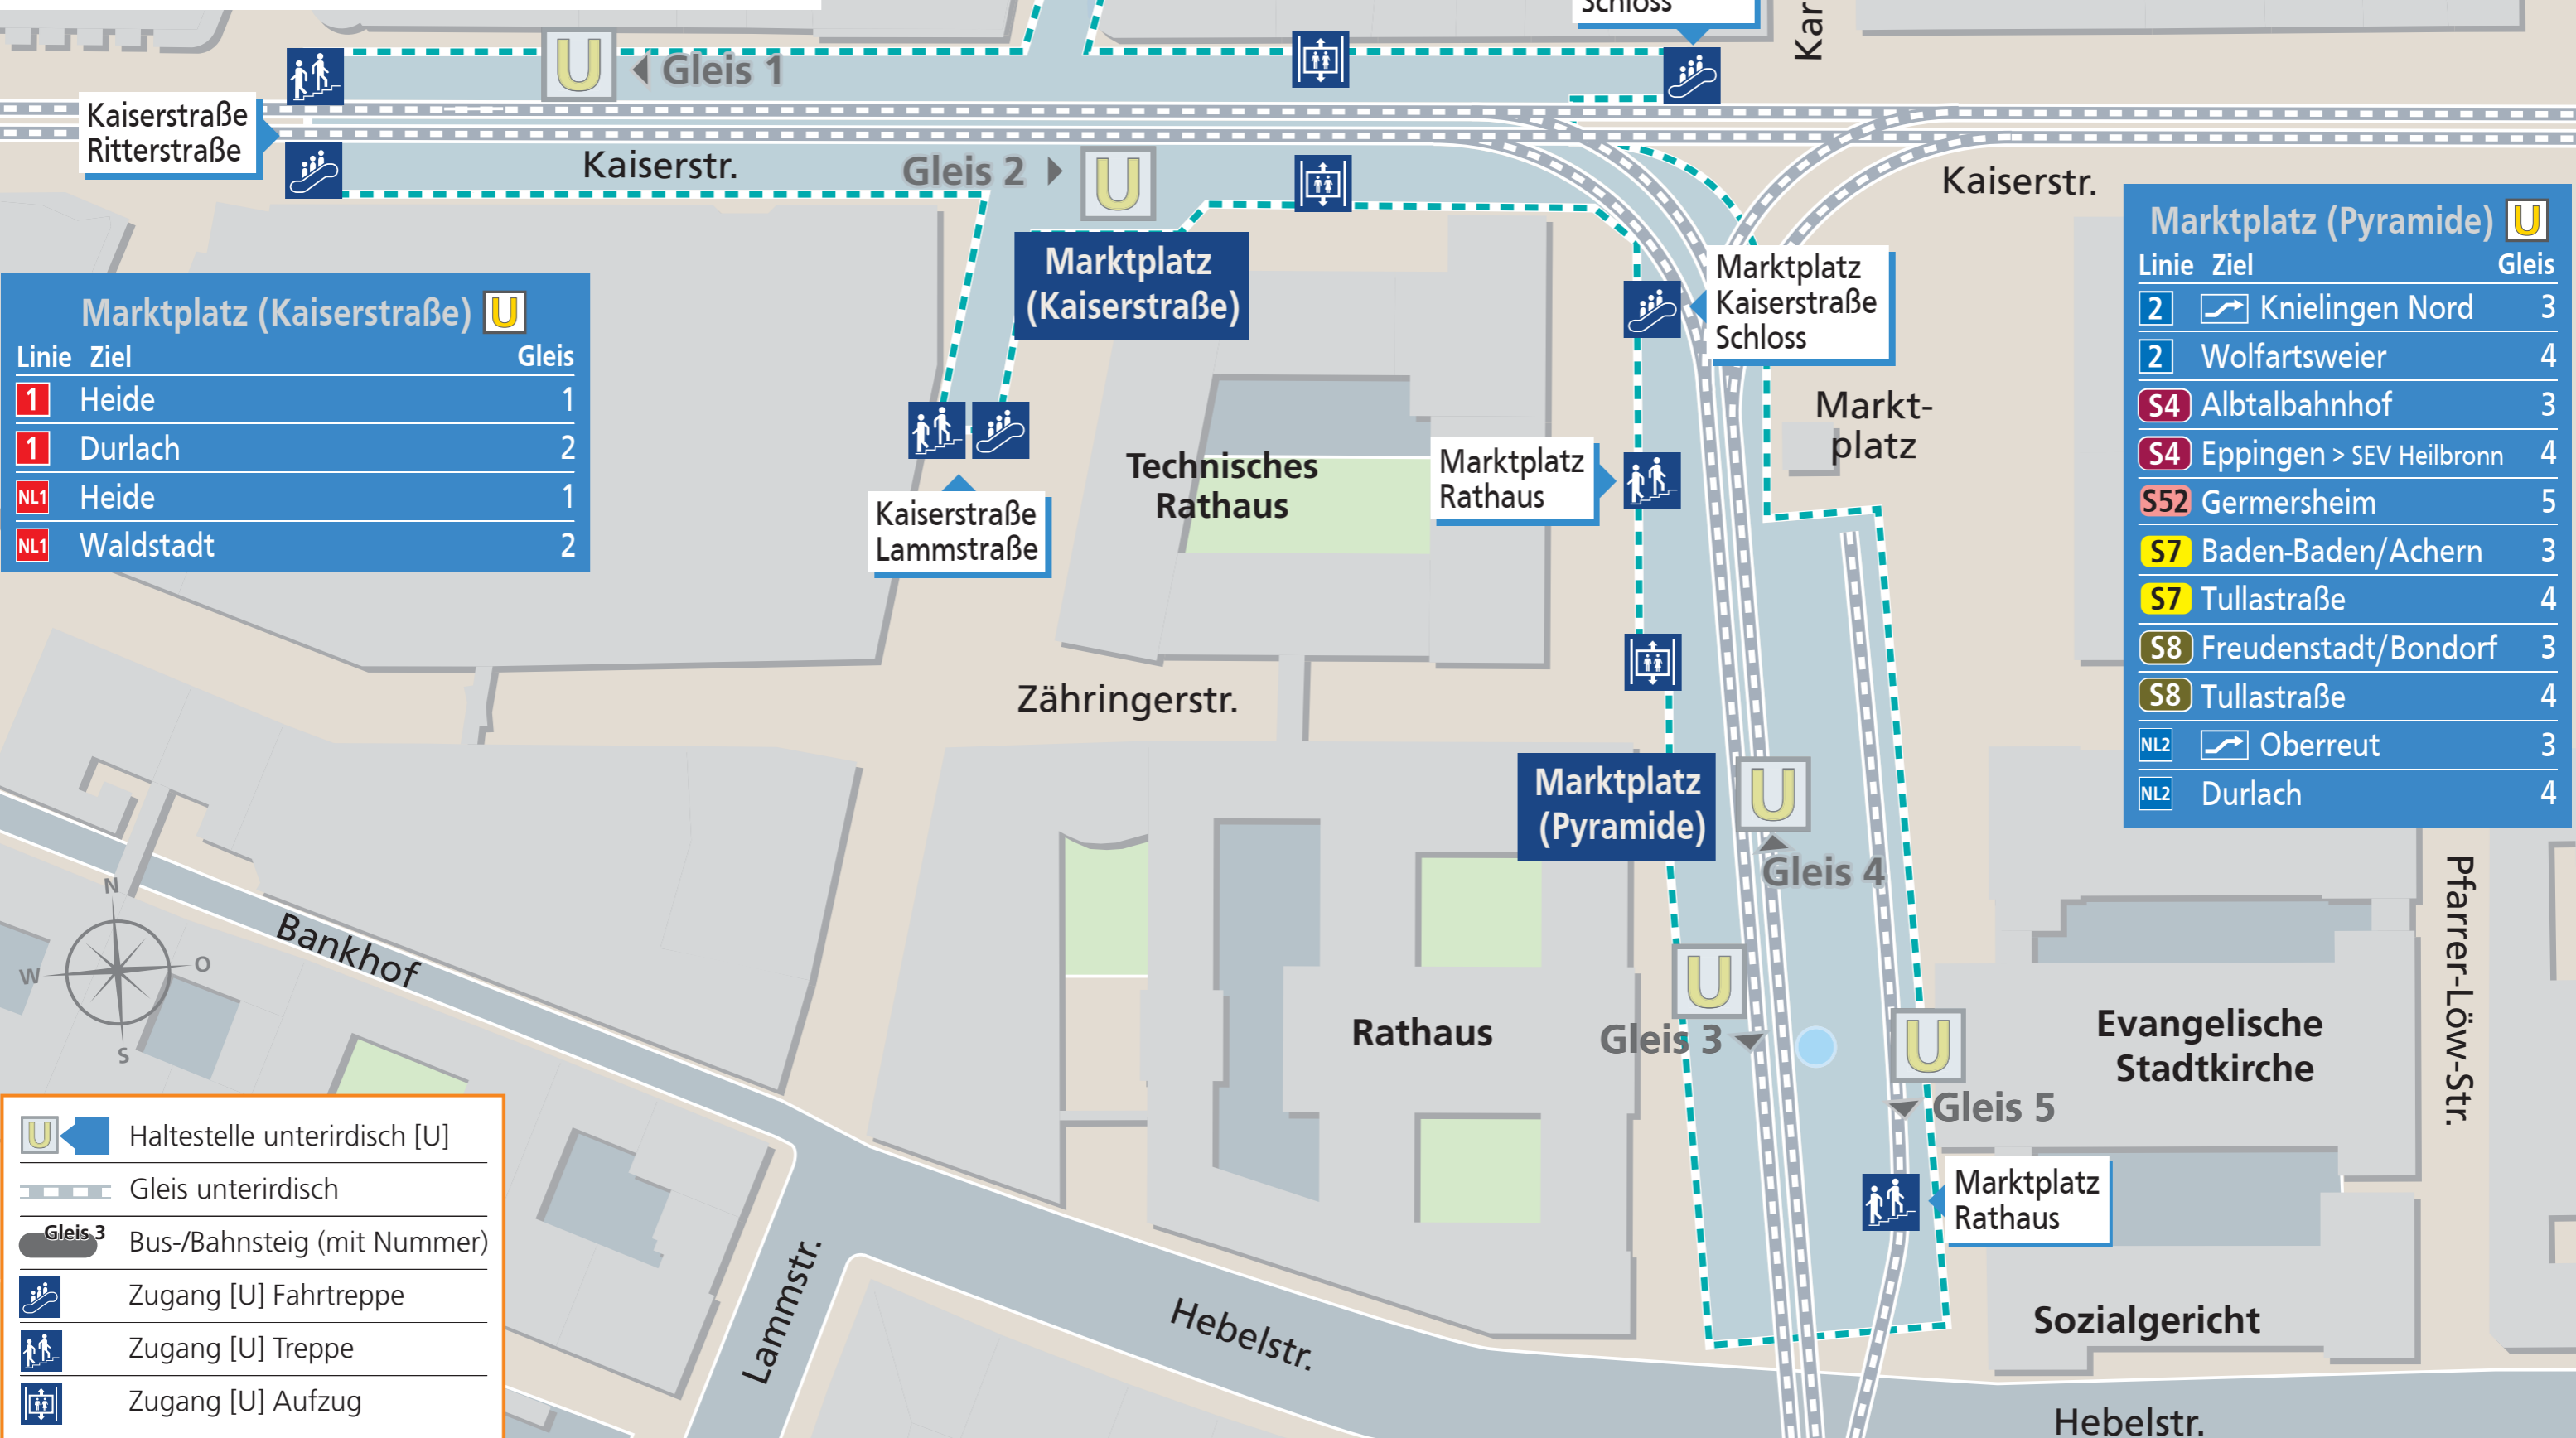 Schloss
Kar
U
Gleis 1
Kaiserstraße
Ritterstraße
Kaiserstr.
Gleis 2
U
Kaiserstr.
Marktplatz
(Kaiserstraße)
Marktplatz
Kaiserstraße
Schloss
Marktplatz (Kaiserstraße) U
Linie Ziel Gleis
1 Heide 1
1 Durlach 2
NL1 Heide 1
NL1 Waldstadt 2
Marktplatz (Pyramide) U
Linie Ziel Gleis
2 Knielingen Nord 3
2 Wolfartsweier 4
S4 Albtalbahnhof 3
S4 Eppingen > SEV Heilbronn 4
S52 Germersheim 5
S7 Baden-Baden/Achern 3
S7 Tullastraße 4
S8 Freudenstadt/Bondorf 3
S8 Tullastraße 4
NL2 Oberreut 3
NL2 Durlach 4
Markt-
platz
Technisches
Rathaus
Marktplatz
Rathaus
Kaiserstraße
Lammstraße
Zähringerstr.
Marktplatz
(Pyramide)
U
Gleis 4
U
Gleis 3
U
Gleis 5
Rathaus
Evangelische
Stadtkirche
Pfarrer-Löw-Str.
Marktplatz
Rathaus
Sozialgericht
Bankhof
N
W
O
S
Lammstr.
Hebelstr.
Hebelstr.
U Haltestelle unterirdisch [U]
Gleis unterirdisch
Gleis 3 Bus-/Bahnsteig (mit Nummer)
Zugang [U] Fahrtreppe
Zugang [U] Treppe
Zugang [U] Aufzug